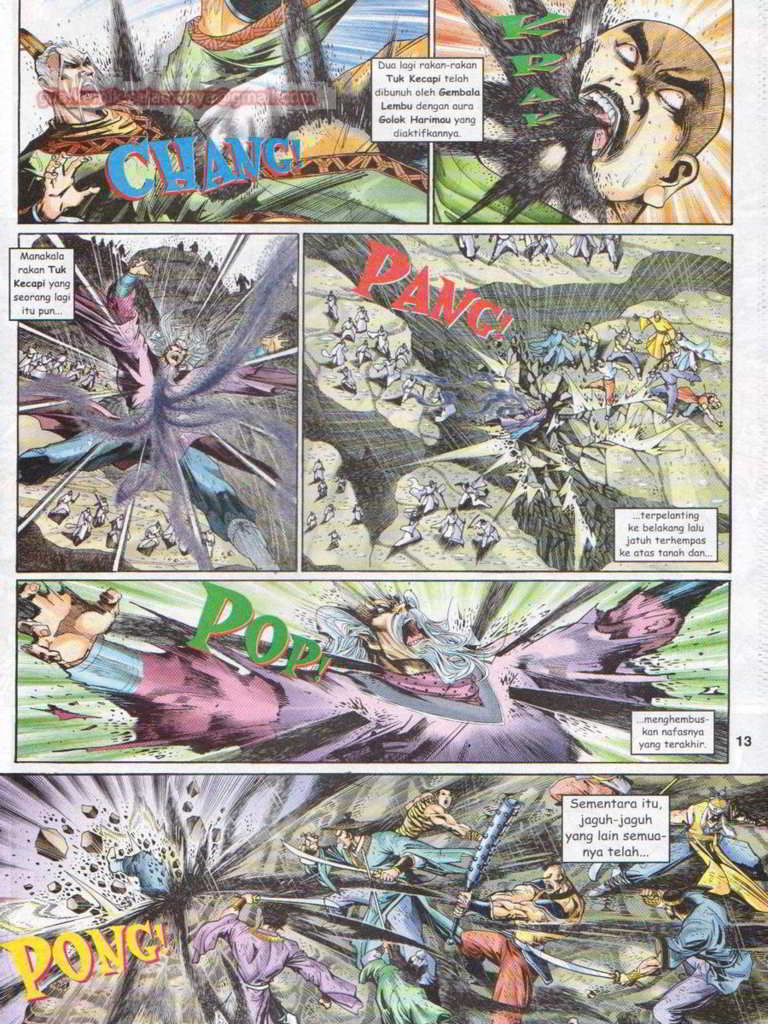 Dua lagi rakan-rakan
Tuk Kecapi telah
dibunuh oleh Gembala
Lembu dengan aura
Golok Harimau yang
diaktifkannya.
KRAK
CHANG!
Manakala
rakan Tuk
Kecapi yang
seorang lagi
itu pun...
PANG!
...terpelanting
ke belakang lalu
jatuh terhempas
ke atas tanah dan...
POP!
...menghembus-
kan nafasnya
yang terakhir.
13
Sementara itu,
jaguh-jaguh
yang lain semua-
nya telah...
PONG!